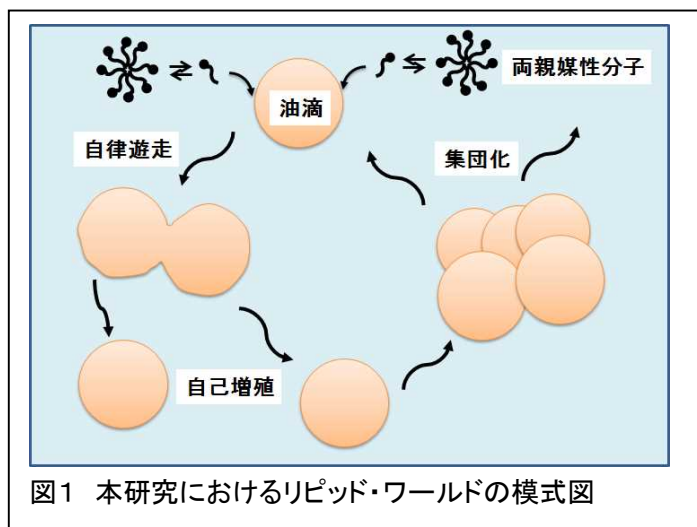 両親媒性分子
油滴
自律遊走
集団化
自己増殖
図1 本研究におけるリピッド・ワールドの模式図